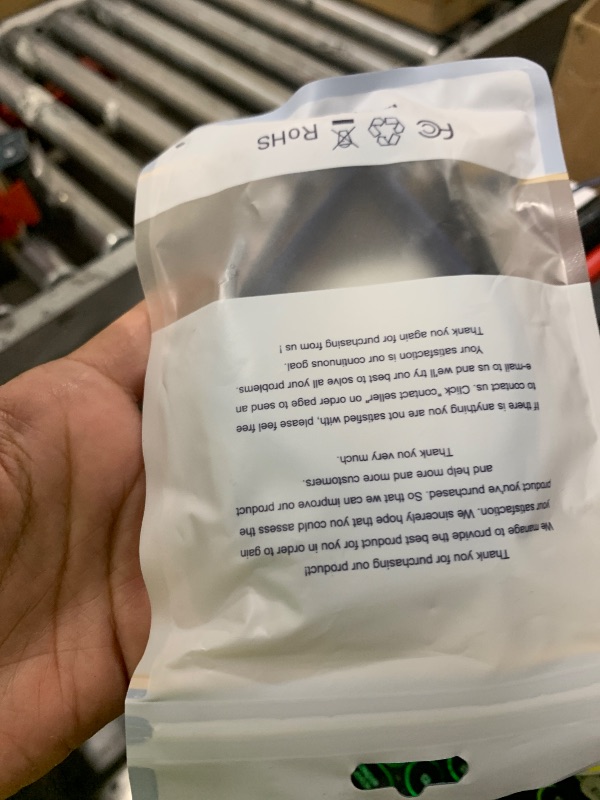 Thank you for purchasing our product!
We manage to provide the best product for you in order to gain
your satisfaction. We sincerely hope that you could assess the
product you've purchased. So that we can improve our product
and help more and more customers.
Thank you very much.
If there is anything you are not satisfied with, please feel free
to contact us. Click "contact seller" on order page to send an
e-mail to us and we'll try our best to solve all your problems.
Your satisfaction is our continuous goal.
Thank you again for purchasing from us !
FC RoHS